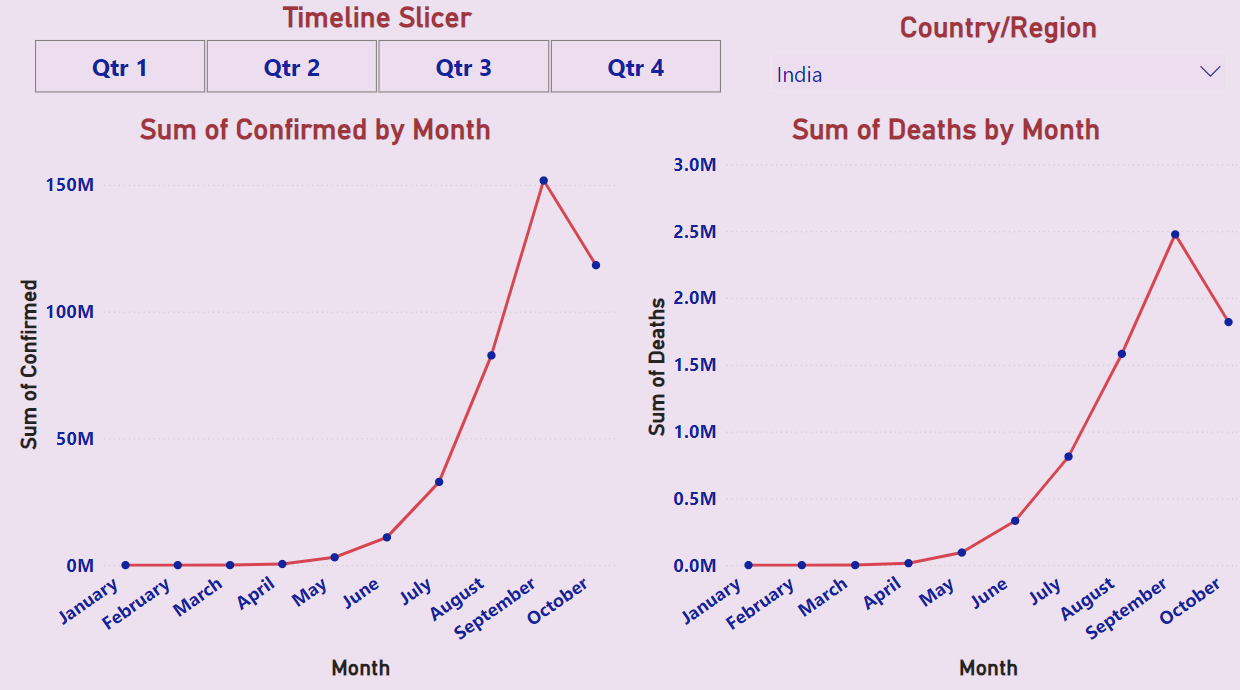 Timeline Slicer
Qtr 1
Qtr 2
Qtr 3
Qtr 4
Country/Region
India
Sum of Confirmed by Month
150M
100M
50M
0M
Sum of Confirmed
January
February
March
April
May
June
July
August
September
October
Month
Sum of Deaths by Month
3.0M
2.5M
2.0M
1.5M
1.0M
0.5M
0.0M
Sum of Deaths
January
February
March
April
May
June
July
August
September
October
Month